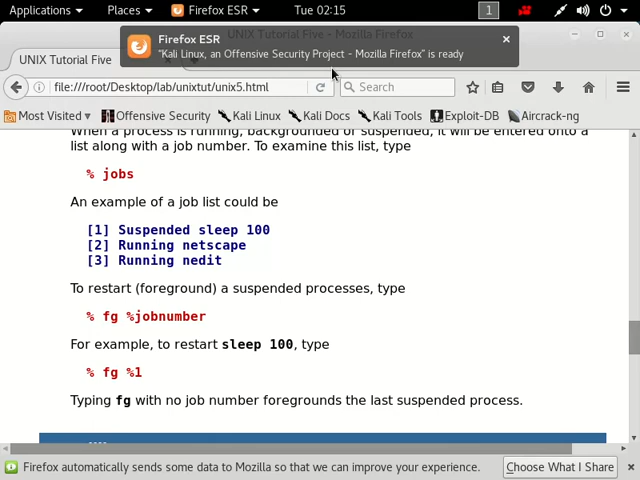 Applications ▾ Places ▾ Firefox ESR ▾ Tue 02:15 1
UNIX Tutorial Five - Mozilla Firefox
Firefox ESR
“Kali Linux, an Offensive Security Project - Mozilla Firefox” is ready
UNIX Tutorial Five
file:///root/Desktop/lab/unixtut/unix5.html Search
Most Visited ▾ Offensive Security Kali Linux Kali Docs Kali Tools Exploit-DB Aircrack-ng
When a process is running, backgrounded or suspended, it will be entered onto a
list along with a job number. To examine this list, type
% jobs
An example of a job list could be
[1] Suspended sleep 100
[2] Running netscape
[3] Running nedit
To restart (foreground) a suspended processes, type
% fg %jobnumber
For example, to restart sleep 100, type
% fg %1
Typing fg with no job number foregrounds the last suspended process.
Firefox automatically sends some data to Mozilla so that we can improve your experience. Choose What I Share